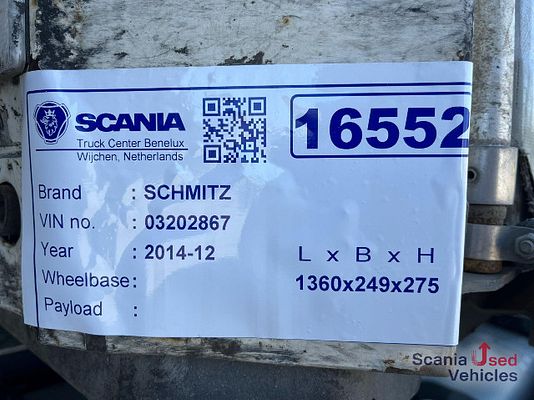 SCANIA
Truck Center Benelux
Wijchen, Netherlands
16552
Brand : SCHMITZ
VIN no. : 03202867
Year : 2014-12
Wheelbase :
Payload :
L x B x H
1360x249x275
Scania Used
Vehicles